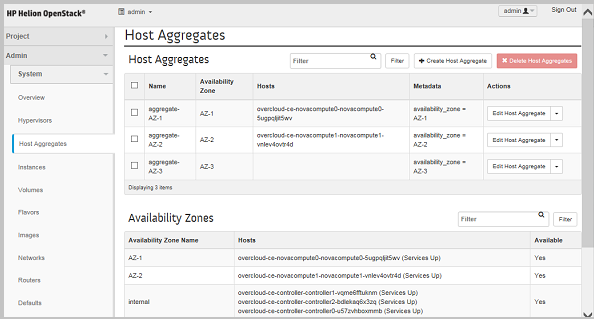 HP Helion OpenStack®
admin
admin
Sign Out
Project
Admin
System
Overview
Hypervisors
Host Aggregates
Instances
Volumes
Flavors
Images
Networks
Routers
Defaults
Host Aggregates
Host Aggregates
Filter
Filter
+ Create Host Aggregate
× Delete Host Aggregates
Name
Availability Zone
Hosts
Metadata
Actions
aggregate-AZ-1
AZ-1
overcloud-ce-novacompute0-novacompute0-5ugpqljit5wv
availability_zone = AZ-1
Edit Host Aggregate
aggregate-AZ-2
AZ-2
overcloud-ce-novacompute1-novacompute1-vnlev4ovtr4d
availability_zone = AZ-2
Edit Host Aggregate
aggregate-AZ-3
AZ-3
availability_zone = AZ-3
Edit Host Aggregate
Displaying 3 items
Availability Zones
Filter
Filter
Availability Zone Name
Hosts
Available
AZ-1
overcloud-ce-novacompute0-novacompute0-5ugpqljit5wv (Services Up)
Yes
AZ-2
overcloud-ce-novacompute1-novacompute1-vnlev4ovtr4d (Services Up)
Yes
internal
overcloud-ce-controller-controller1-vqme6fftuknm (Services Up)
overcloud-ce-controller-controller2-bdlekaq6x3zq (Services Up)
overcloud-ce-controller-controller0-u57zvhboxmmb (Services Up)
Yes